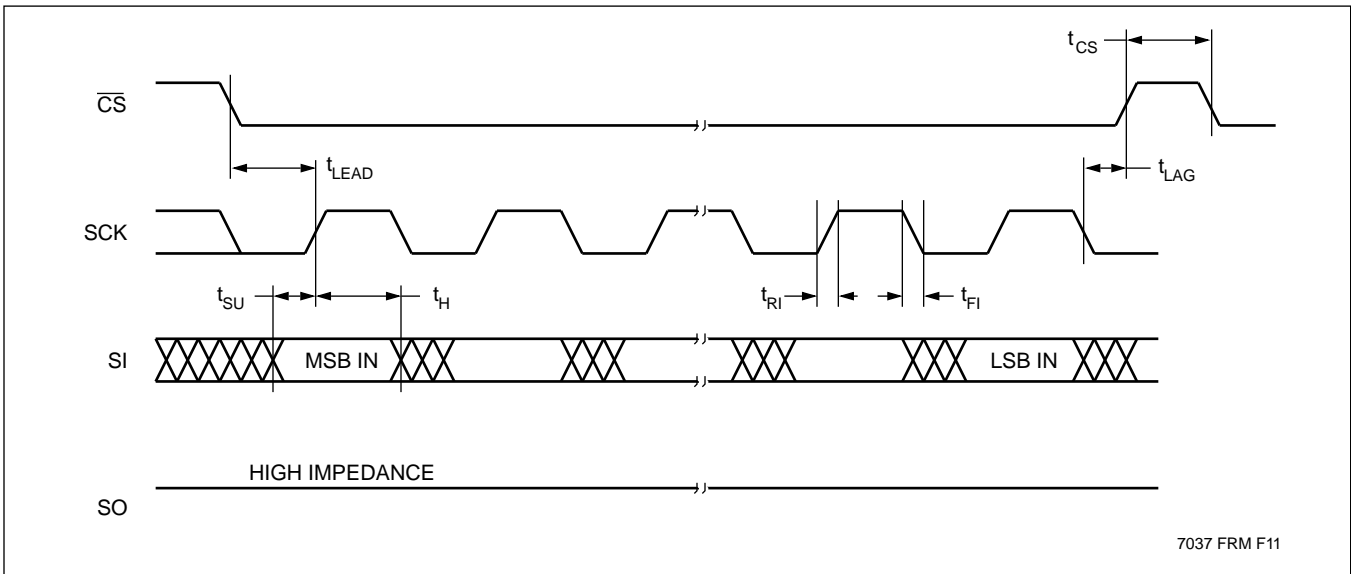 tCS
CS
tLEAD
tLAG
SCK
tSU
tH
tRI
tFI
SI
MSB IN
LSB IN
HIGH IMPEDANCE
SO
7037 FRM F11